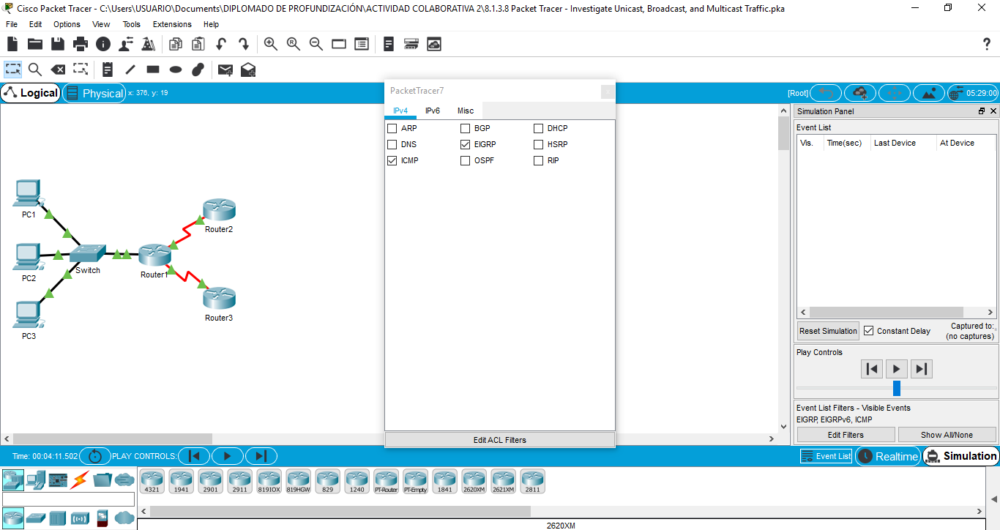 Cisco Packet Tracer - C:\Users\USUARIO\Documents\DIPLOMADO DE PROFUNDIZACIÓN\ACTIVIDAD COLABORATIVA 2\8.1.3.8 Packet Tracer - Investigate Unicast, Broadcast, and Multicast Traffic.pka
File Edit Options View Tools Extensions Help
Logical Physical x: 376, y: 19 [Root] 05:29:00
PacketTracer7
IPv4 IPv6 Misc
ARP BGP DHCP
DNS EIGRP HSRP
ICMP OSPF RIP
Edit ACL Filters
PC1
PC2
PC3
Switch
Router1
Router2
Router3
Simulation Panel
Event List
Vis. Time(sec) Last Device At Device
Reset Simulation Constant Delay Captured to:
(no captures)
Play Controls
Event List Filters - Visible Events
EIGRP, EIGRPv6, ICMP
Edit Filters Show All/None
Time: 00:04:11.502 PLAY CONTROLS: Event List Realtime Simulation
4321 1941 2901 2911 819IOX 819HGW 829 1240 PT-Router PT-Empty 1841 2620XM 2621XM 2811
2620XM